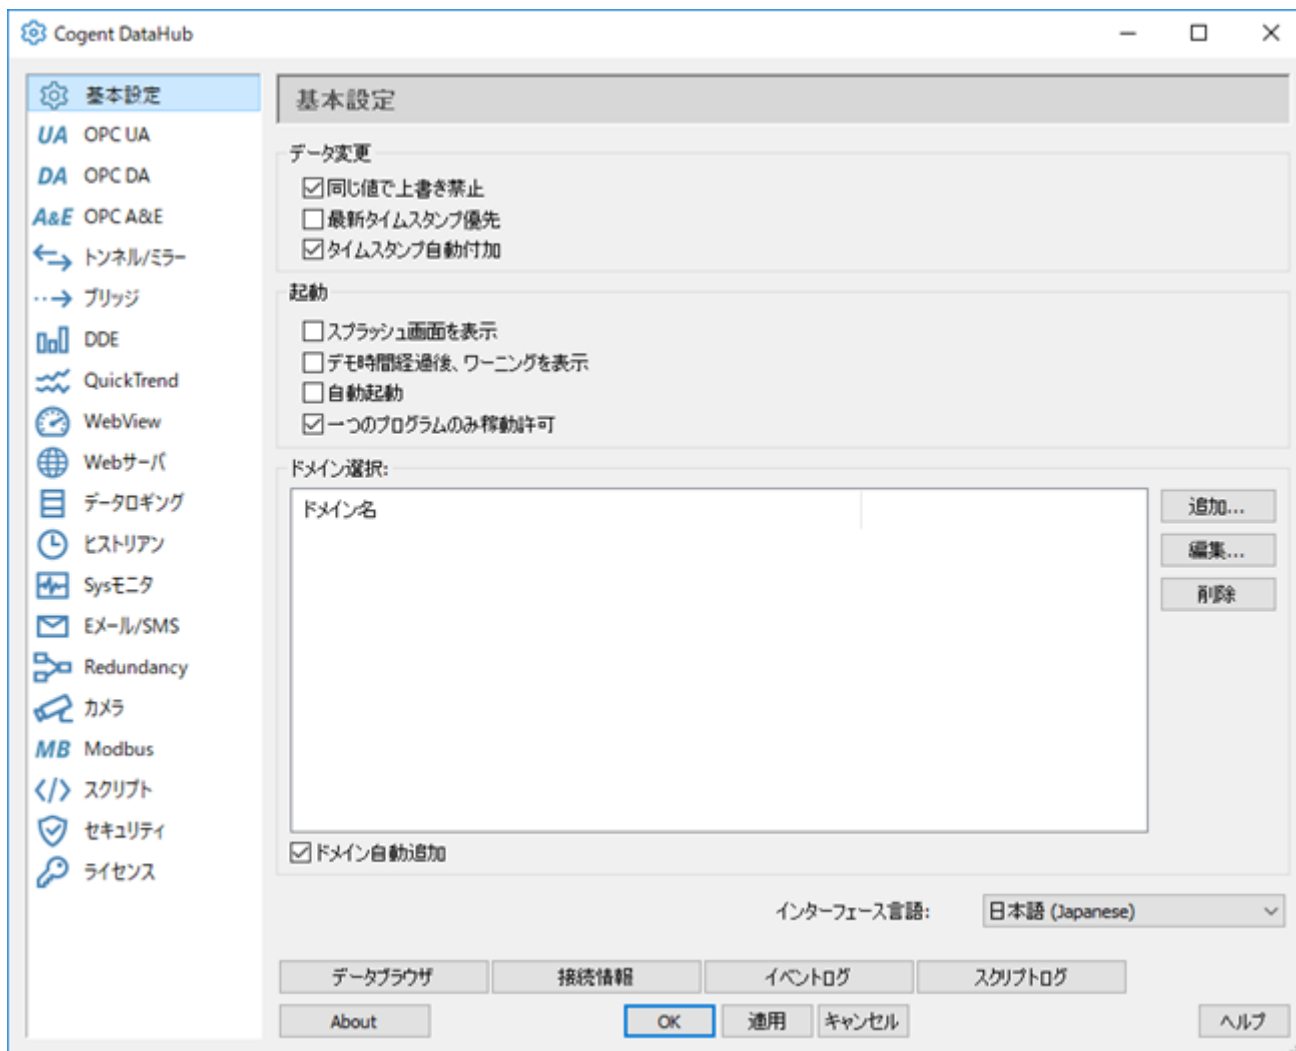 Cogent DataHub
基本設定
UA OPC UA
DA OPC DA
A&E OPC A&E
トンネル/ミラー
ブリッジ
DDE
QuickTrend
WebView
Webサーバ
データロギング
ヒストリアン
Sysモニタ
Eメール/SMS
Redundancy
カメラ
MB Modbus
スクリプト
セキュリティ
ライセンス
基本設定
データ変更
同じ値で上書き禁止
最新タイムスタンプ優先
タイムスタンプ自動付加
起動
スプラッシュ画面を表示
デモ時間経過後、ワーニングを表示
自動起動
一つのプログラムのみ稼動許可
ドメイン選択:
ドメイン名
追加...
編集...
削除
ドメイン自動追加
インターフェース言語: 日本語 (Japanese)
データブラウザ 接続情報 イベントログ スクリプトログ
About OK 適用 キャンセル ヘルプ